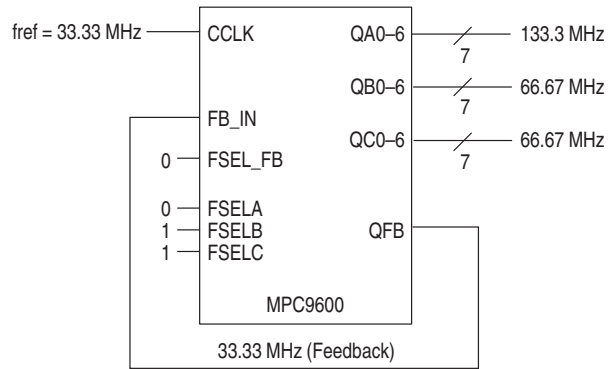 fref = 33.33 MHz CCLK QA0–6 133.3 MHz
7
QB0–6 66.67 MHz
7
FB_IN
QC0–6 66.67 MHz
7
0 FSEL_FB
0 FSELA
1 FSELB QFB
1 FSELC
MPC9600
33.33 MHz (Feedback)